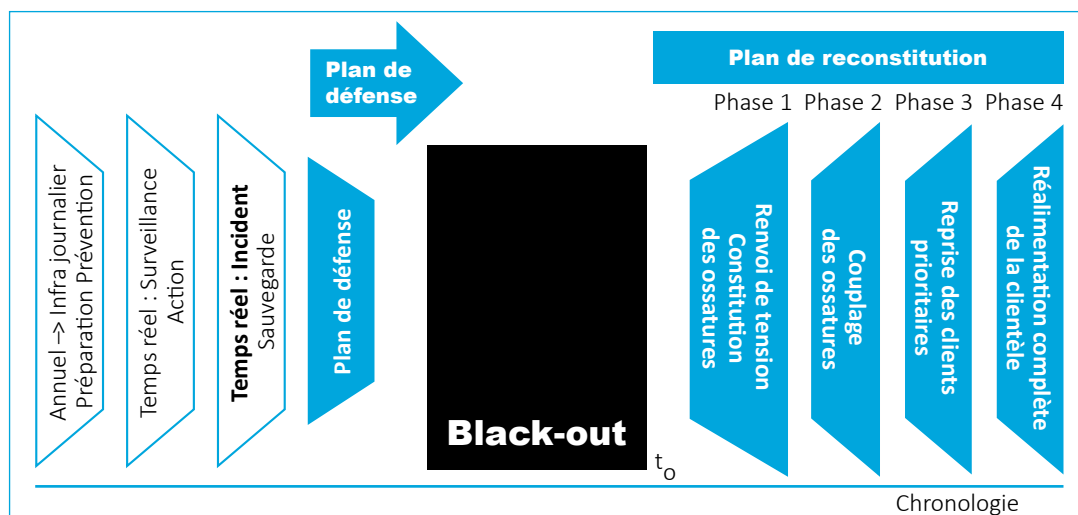 Plan de
défense
Plan de reconstitution
Phase 1
Phase 2
Phase 3
Phase 4
Annuel –> Infra journalier
Préparation Prévention
Temps réel : Surveillance
Action
Temps réel : Incident
Sauvegarde
Plan de défense
Black-out
Renvoi de tension
Constitution
des ossatures
Couplage
des ossatures
Reprise des clients
prioritaires
Réalimentation complète
de la clientèle
to
Chronologie